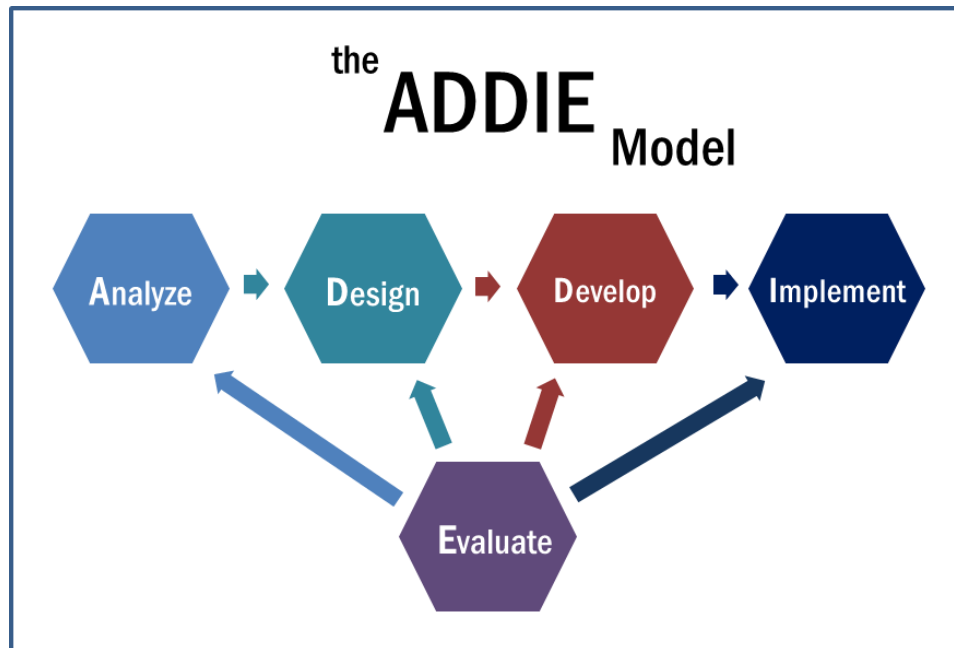 the
ADDIE
Model
Analyze
Design
Develop
Implement
Evaluate